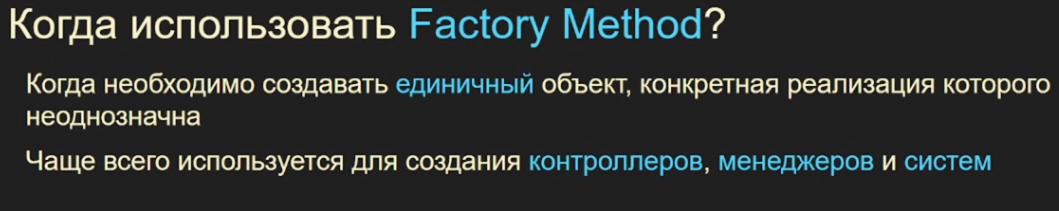 Когда использовать Factory Method?
Когда необходимо создавать единичный объект, конкретная реализация которого
неоднозначна
Чаще всего используется для создания контроллеров, менеджеров и систем